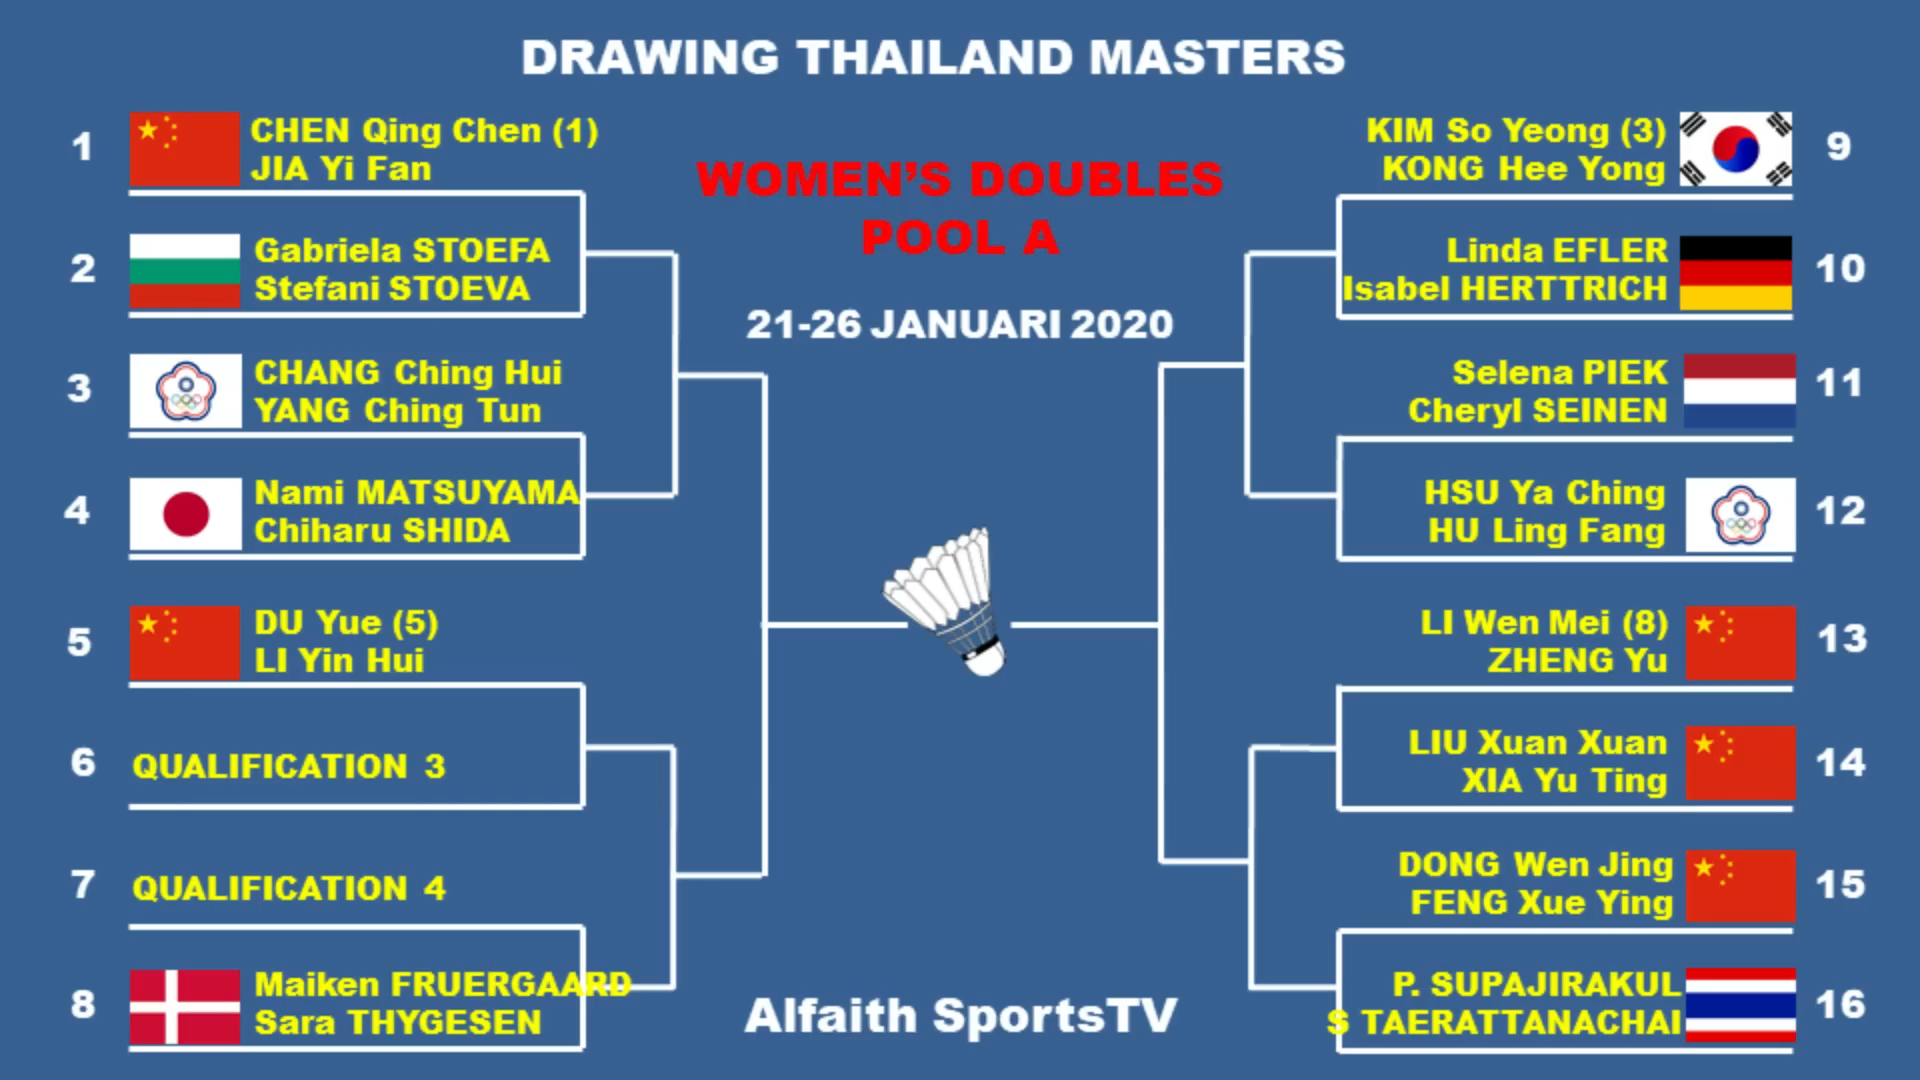 DRAWING THAILAND MASTERS
WOMEN'S DOUBLES
POOL A
21-26 JANUARI 2020
1
CHEN Qing Chen (1)
JIA Yi Fan
2
Gabriela STOEFA
Stefani STOEVA
3
CHANG Ching Hui
YANG Ching Tun
4
Nami MATSUYAMA
Chiharu SHIDA
5
DU Yue (5)
LI Yin Hui
6
QUALIFICATION 3
7
QUALIFICATION 4
8
Maiken FRUERGAARD
Sara THYGESEN
KIM So Yeong (3)
KONG Hee Yong
9
Linda EFLER
Isabel HERTTRICH
10
Selena PIEK
Cheryl SEINEN
11
HSU Ya Ching
HU Ling Fang
12
LI Wen Mei (8)
ZHENG Yu
13
LIU Xuan Xuan
XIA Yu Ting
14
DONG Wen Jing
FENG Xue Ying
15
P. SUPAJIRAKUL
S TAERATTANACHAI
16
Alfaith SportsTV